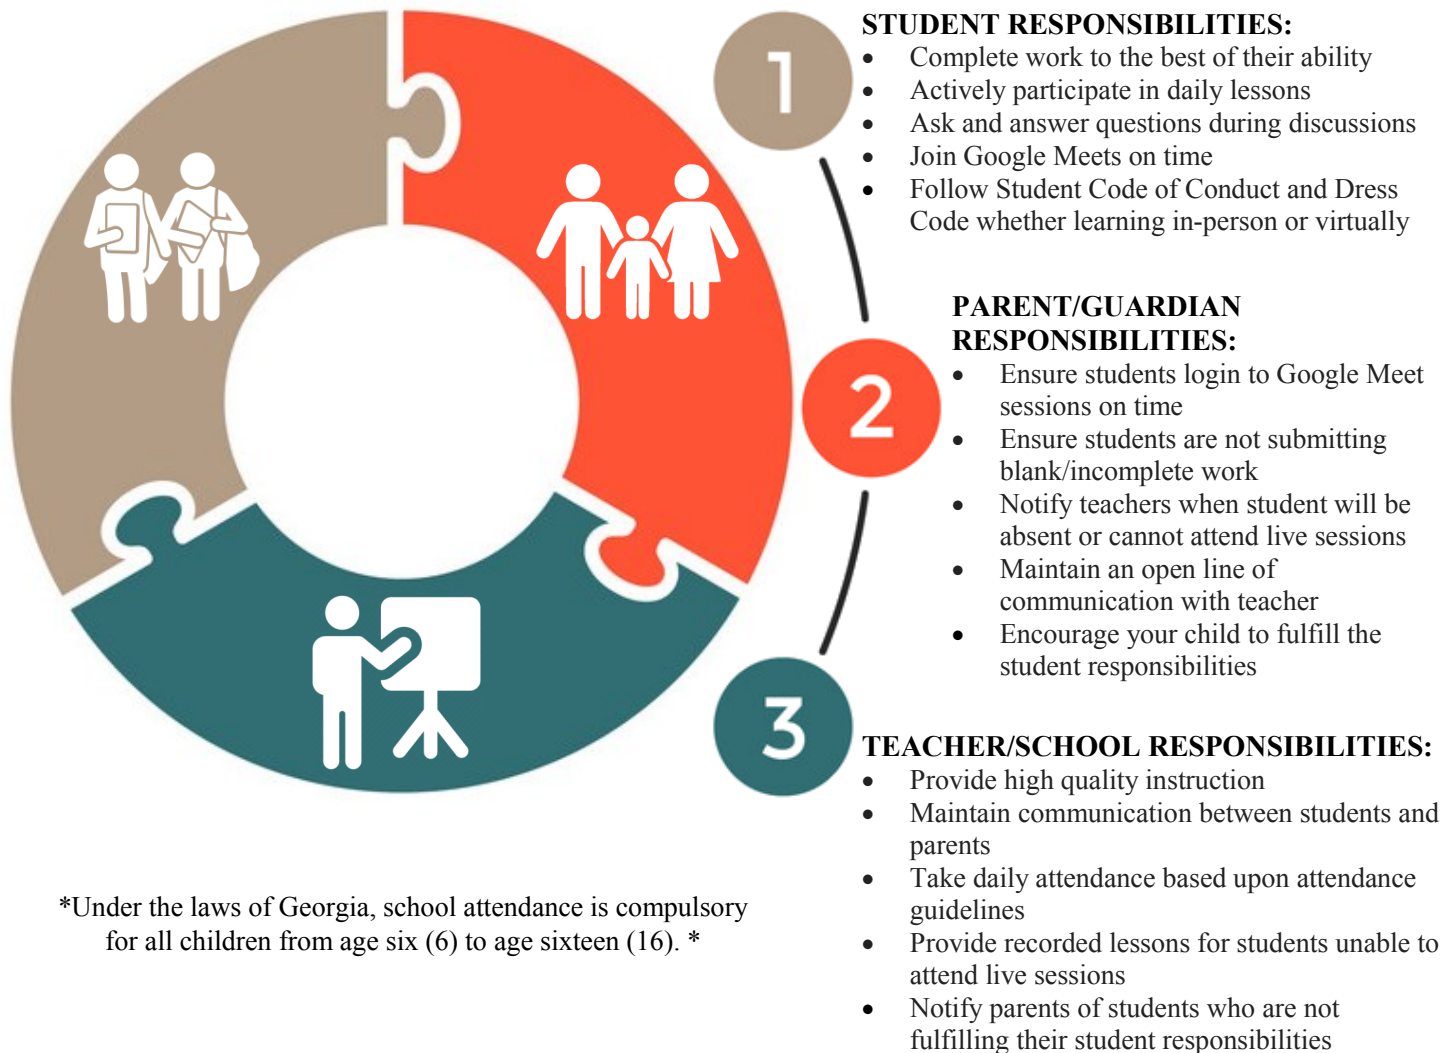 1
STUDENT RESPONSIBILITIES:
• Complete work to the best of their ability
• Actively participate in daily lessons
• Ask and answer questions during discussions
• Join Google Meets on time
• Follow Student Code of Conduct and Dress
Code whether learning in-person or virtually
2
PARENT/GUARDIAN
RESPONSIBILITIES:
• Ensure students login to Google Meet
sessions on time
• Ensure students are not submitting
blank/incomplete work
• Notify teachers when student will be
absent or cannot attend live sessions
• Maintain an open line of
communication with teacher
• Encourage your child to fulfill the
student responsibilities
3
TEACHER/SCHOOL RESPONSIBILITIES:
• Provide high quality instruction
• Maintain communication between students and
parents
• Take daily attendance based upon attendance
guidelines
• Provide recorded lessons for students unable to
attend live sessions
• Notify parents of students who are not
fulfilling their student responsibilities
*Under the laws of Georgia, school attendance is compulsory
for all children from age six (6) to age sixteen (16). *